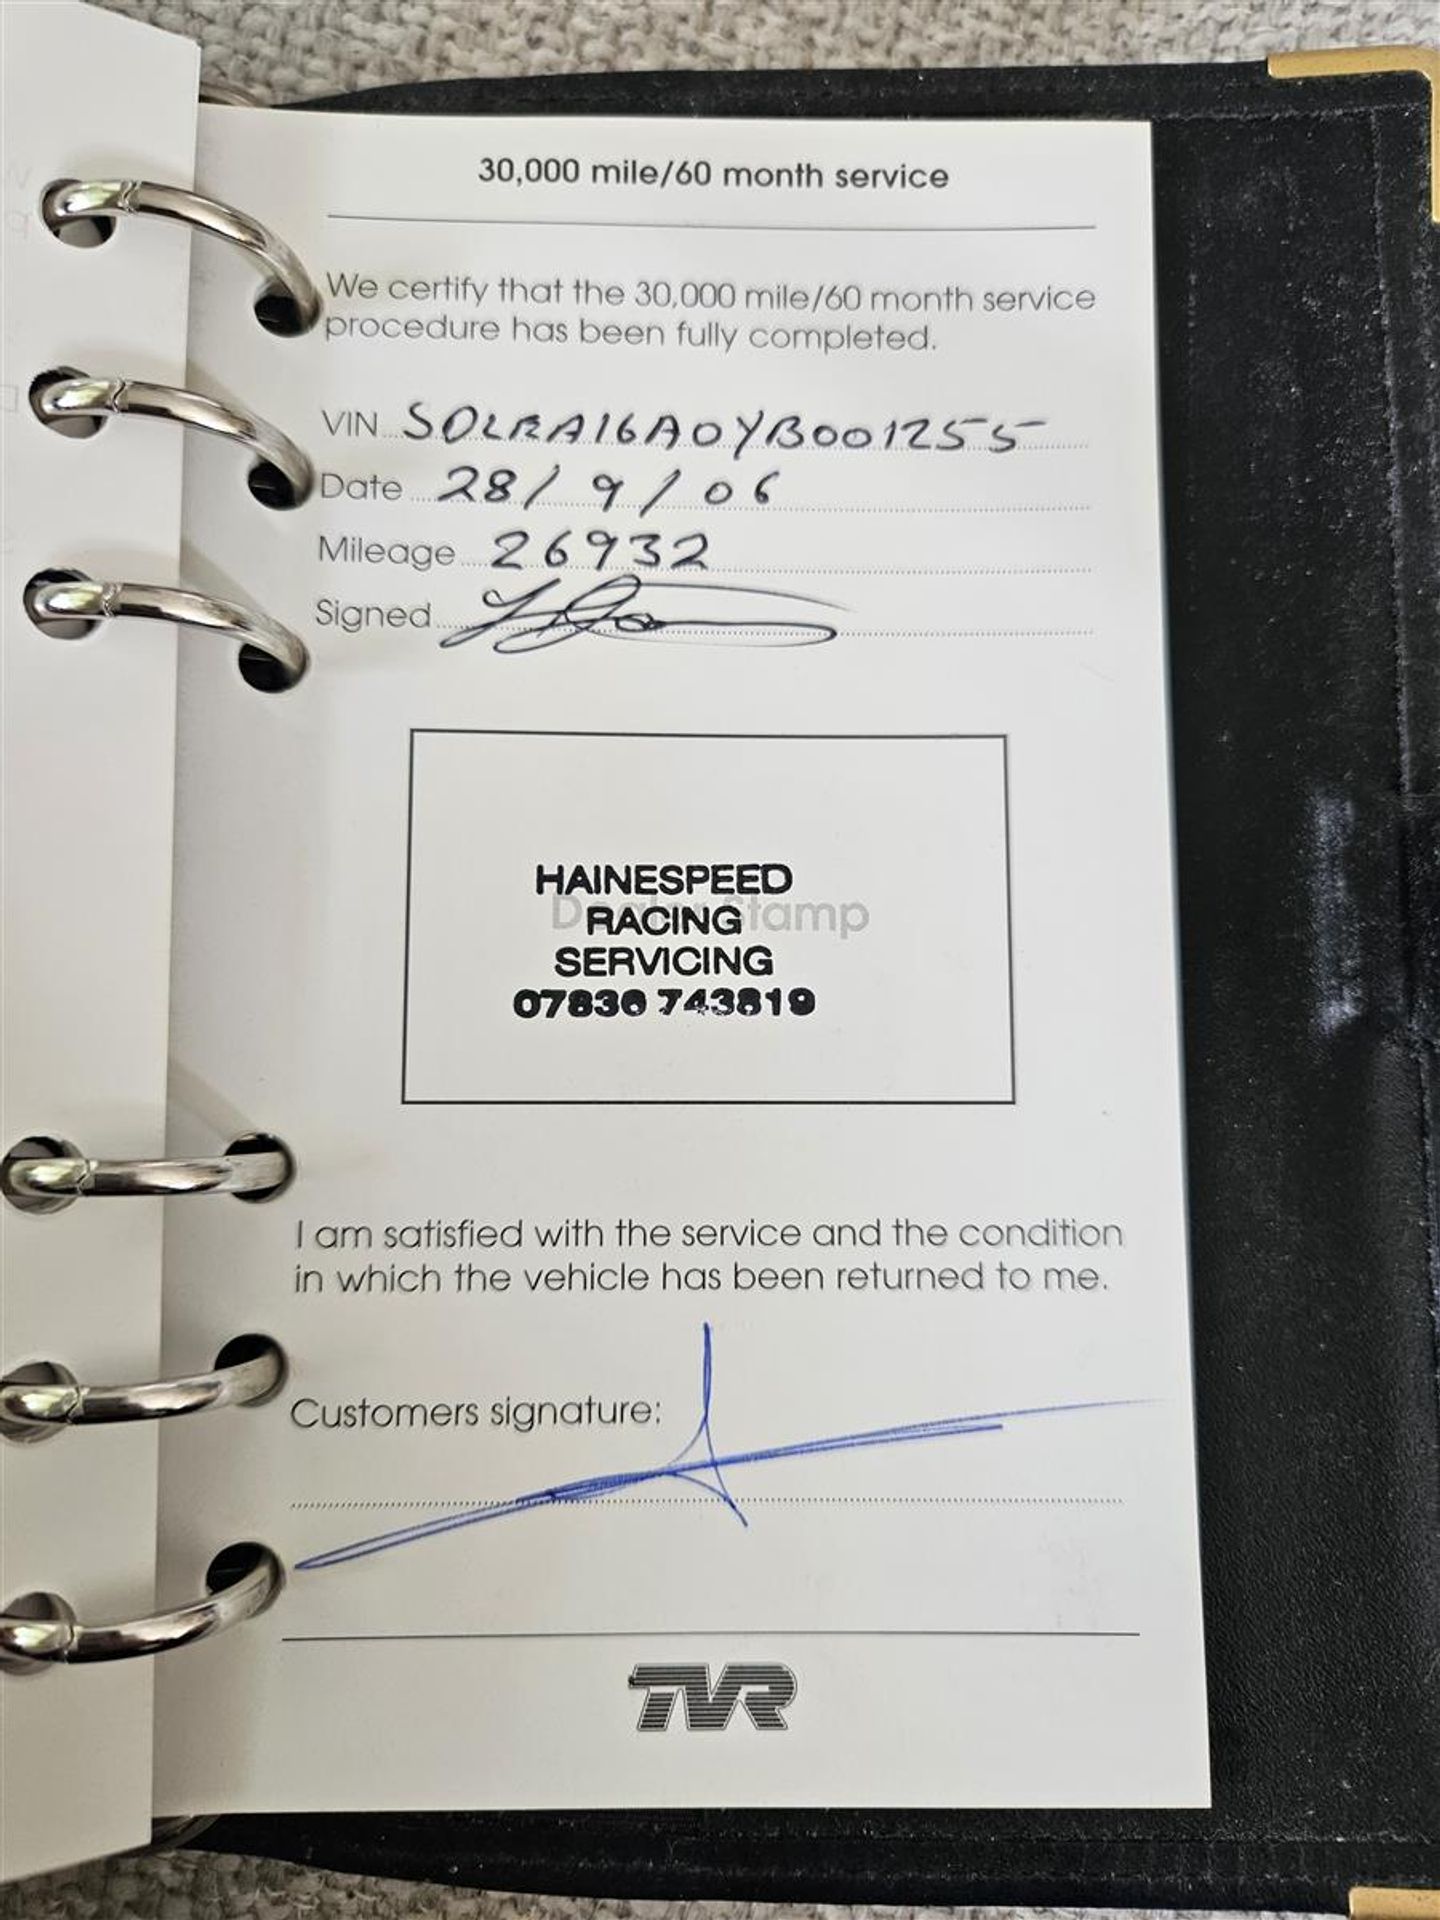 30,000 mile/60 month service
We certify that the 30,000 mile/60 month service
procedure has been fully completed.
VIN SDLRA16A0YB001255
Date 28/9/06
Mileage 26932
Signed
Dealer Stamp
HAINESPEED
RACING
SERVICING
07836 743819
I am satisfied with the service and the condition
in which the vehicle has been returned to me.
Customers signature:
TVR